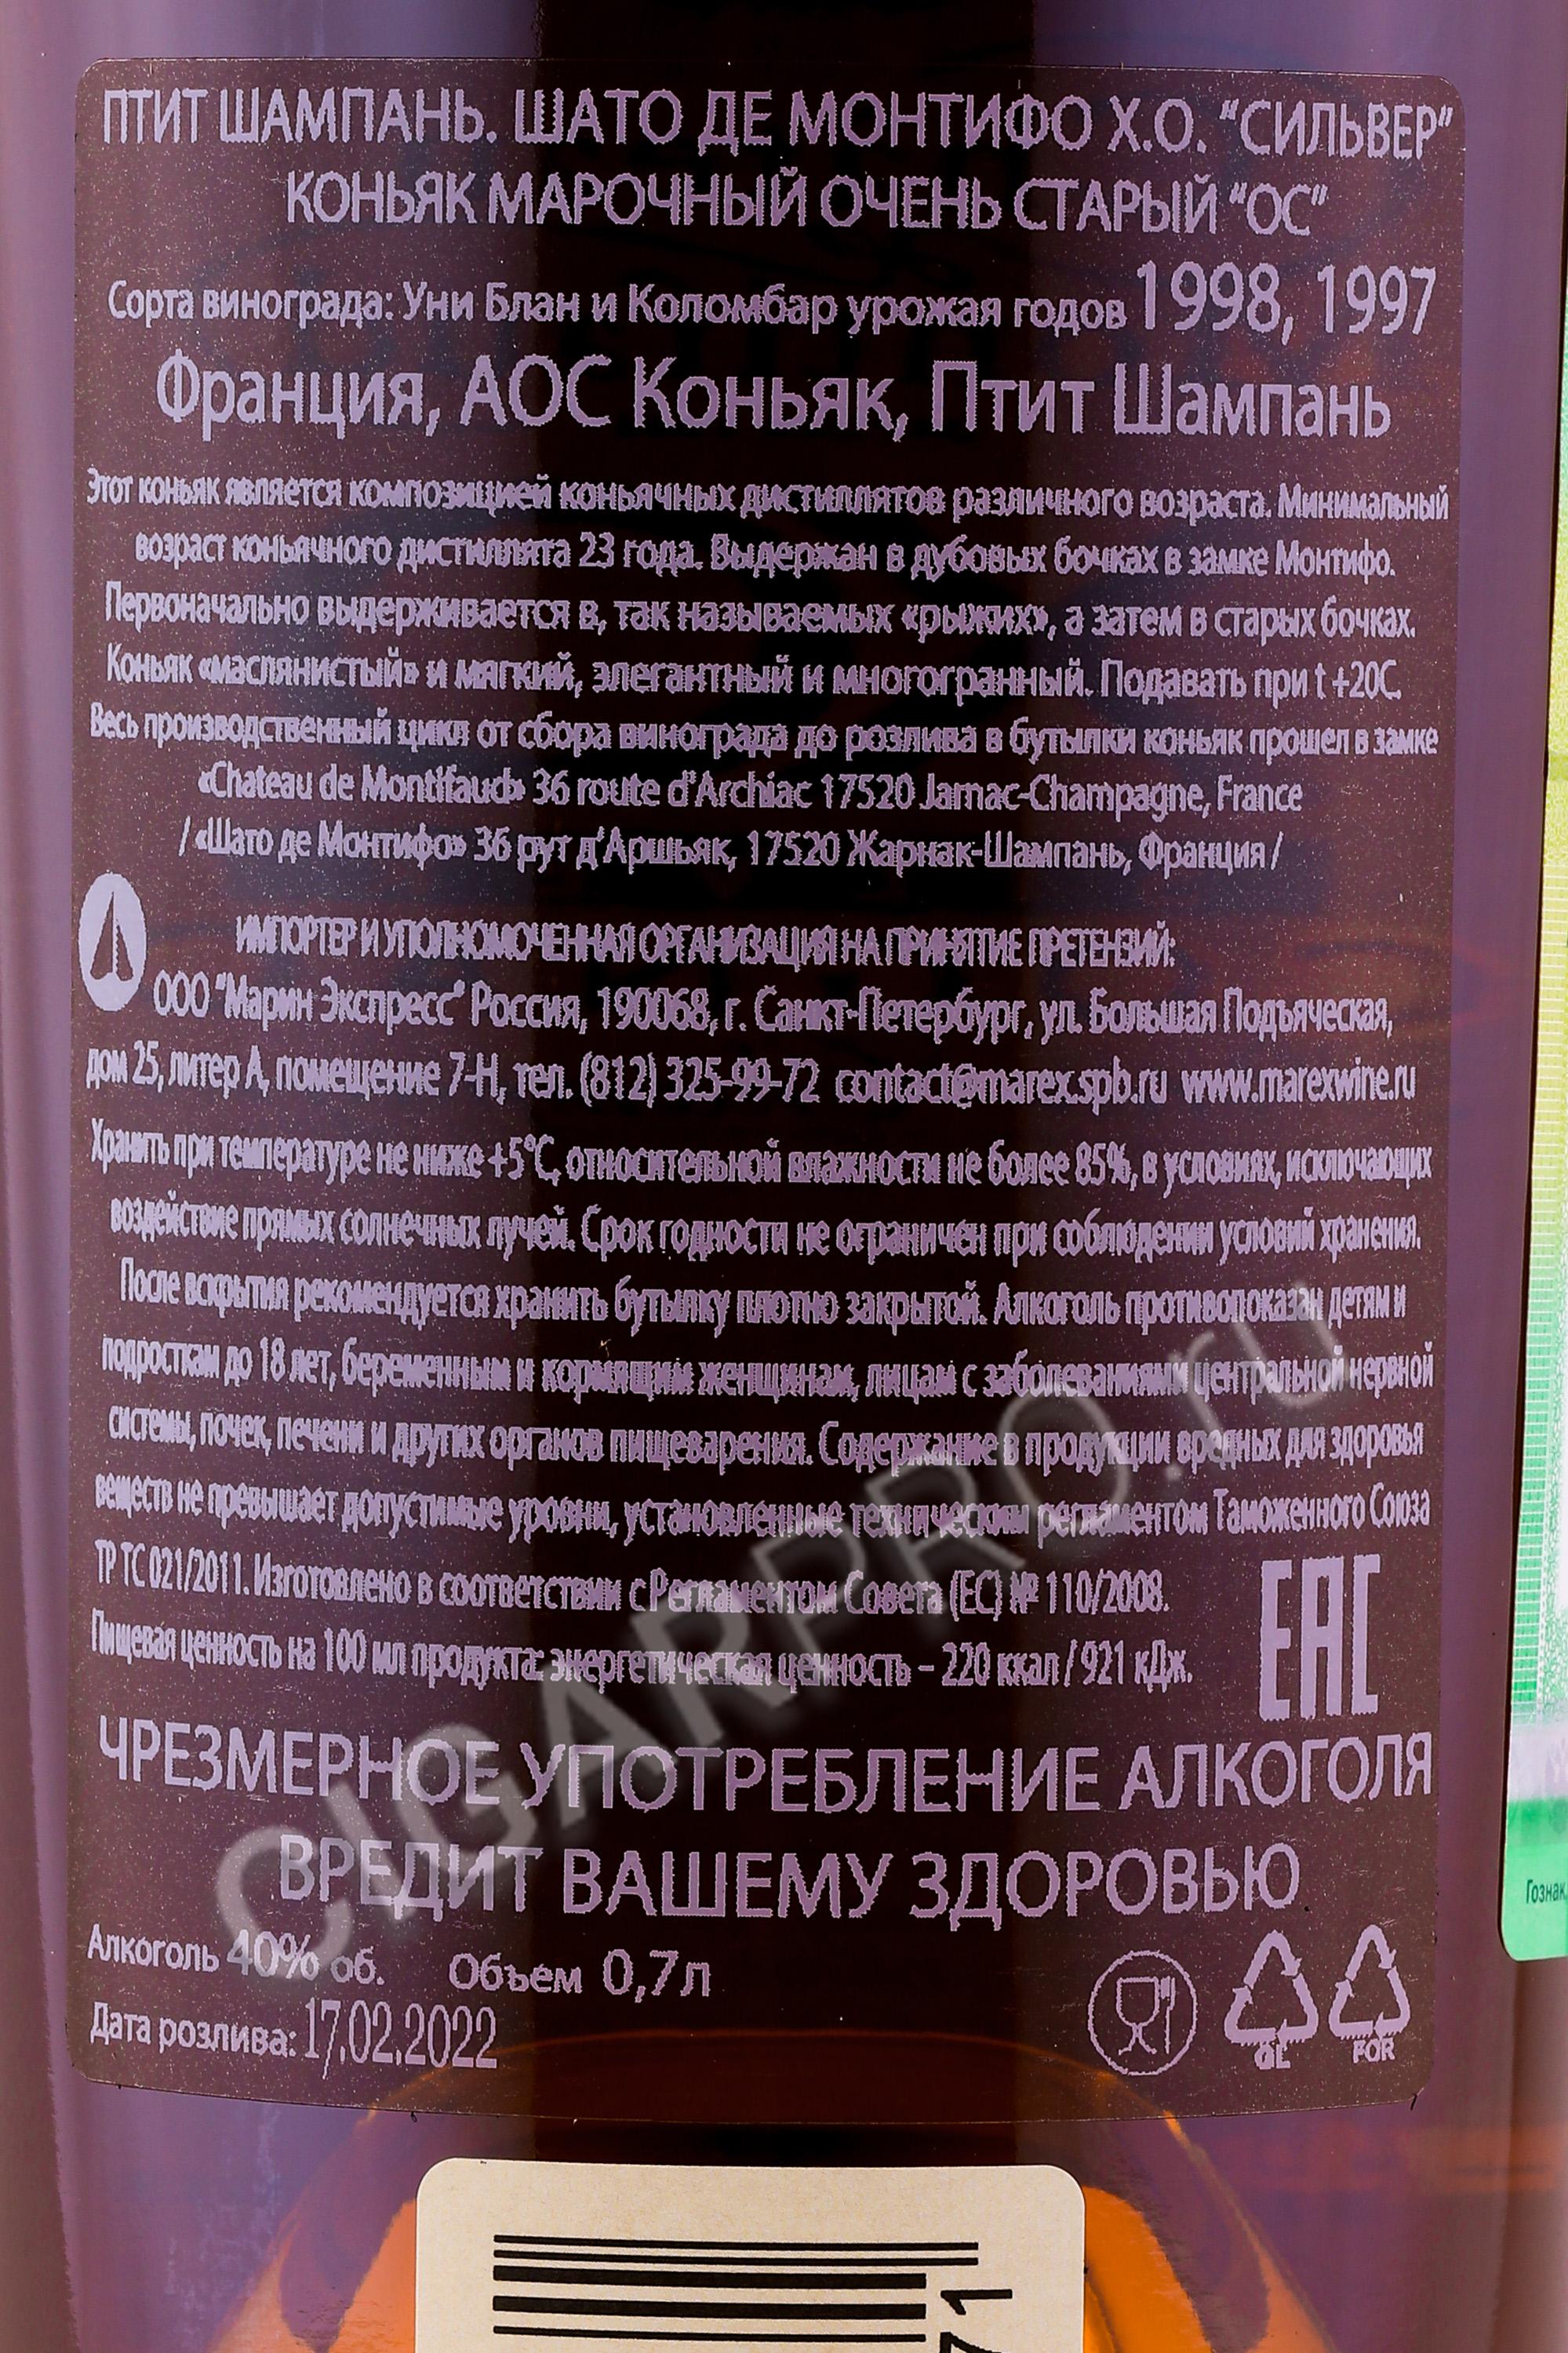 ПТИТ ШАМПАНЬ. ШАТО ДЕ МОНТИФО Х.О. “СИЛЬВЕР”
КОНЬЯК МАРОЧНЫЙ ОЧЕНЬ СТАРЫЙ “ОС”
Сорта винограда: Уни Блан и Коломбар урожая годов 1998, 1997
Франция, АОС Коньяк, Птит Шампань
Этот коньяк является композицией коньячных дистиллятов различного возраста. Минимальный
возраст коньячного дистиллята 23 года. Выдержан в дубовых бочках в замке Монтифо.
Первоначально выдерживается в, так называемых «рыжих», а затем в старых бочках.
Коньяк «маслянистый» и мягкий, элегантный и многогранный. Подавать при t +20С.
Весь производственный цикл от сбора винограда до розлива в бутылки коньяк прошел в замке
«Chateau de Montifaud» 36 route d'Archiac 17520 Jarnac-Champagne, France
/ «Шато де Монтифо» 36 рут д'Аршьяк, 17520 Жарнак-Шампань, Франция /
ИМПОРТЕР И УПОЛНОМОЧЕННАЯ ОРГАНИЗАЦИЯ НА ПРИНЯТИЕ ПРЕТЕНЗИЙ:
ООО "Марин Экспресс" Россия, 190068, г. Санкт-Петербург, ул. Большая Подъяческая,
дом 25, литер А, помещение 7-Н, тел. (812) 325-99-72 contact@marex.spb.ru www.marexwine.ru
Хранить при температуре не ниже +5°С, относительной влажности не более 85%, в условиях, исключающих
воздействие прямых солнечных лучей. Срок годности не ограничен при соблюдении условий хранения.
После вскрытия рекомендуется хранить бутылку плотно закрытой. Алкоголь противопоказан детям и
подросткам до 18 лет, беременным и кормящим женщинам, лицам с заболеваниями центральной нервной
системы, почек, печени и других органов пищеварения. Содержание в продукции вредных для здоровья
веществ не превышает допустимые уровни, установленные техническим регламентом Таможенного Союза
ТР ТС 021/2011. Изготовлено в соответствии с Регламентом Совета (ЕС) № 110/2008.
Пищевая ценность на 100 мл продукта: энергетическая ценность – 220 ккал / 921 кДж.
EAC
ЧРЕЗМЕРНОЕ УПОТРЕБЛЕНИЕ АЛКОГОЛЯ
ВРЕДИТ ВАШЕМУ ЗДОРОВЬЮ
Алкоголь 40% об. Объем 0,7 л
Дата розлива: 17.02.2022
GL FOR
CIGARPRO.ru
Гознак
71